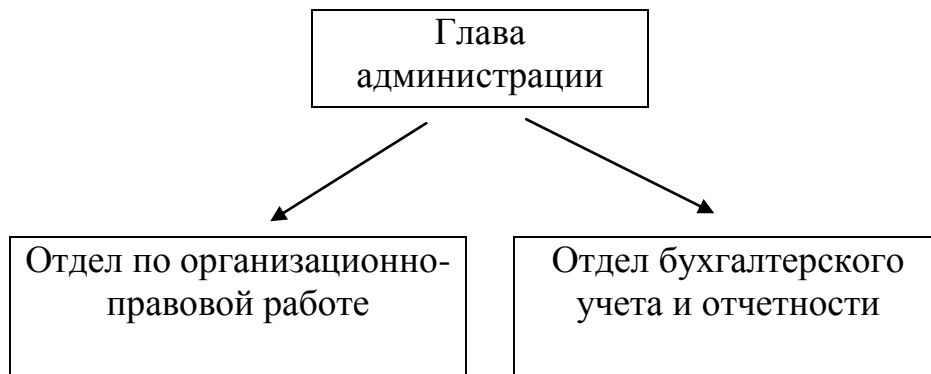 Глава
администрации
Отдел по организационно-
правовой работе
Отдел бухгалтерского
учета и отчетности